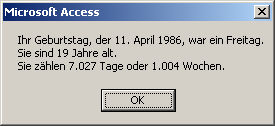 Microsoft Access
Ihr Geburtstag, der 11. April 1986, war ein Freitag.
Sie sind 19 Jahre alt.
Sie zählen 7.027 Tage oder 1.004 Wochen.
OK